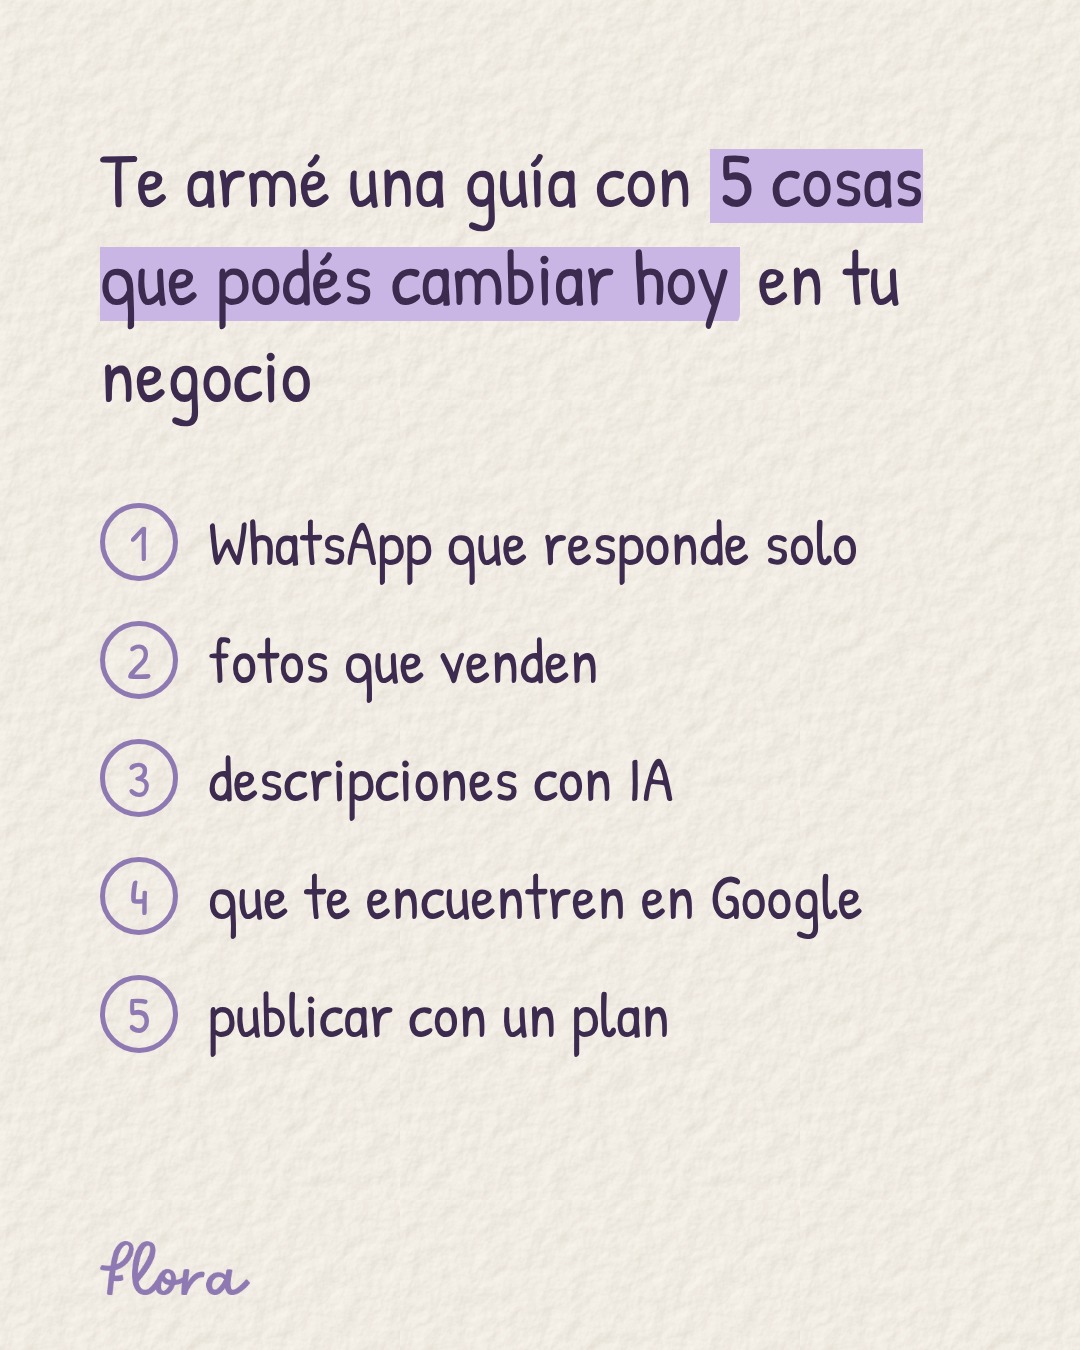 Te armé una guía con 5 cosas
que podés cambiar hoy en tu
negocio
1 WhatsApp que responde solo
2 fotos que venden
3 descripciones con IA
4 que te encuentren en Google
5 publicar con un plan
flora